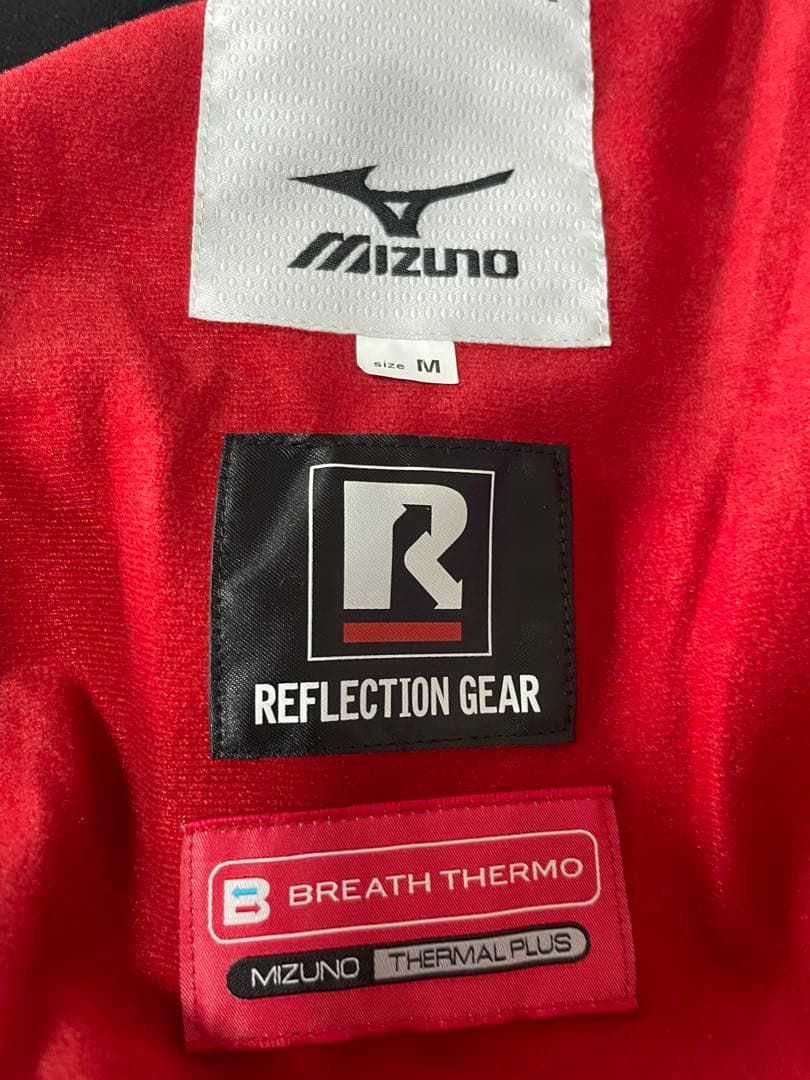 MIZUNO
size M
R
REFLECTION GEAR
B BREATH THERMO
MIZUNO THERMAL PLUS